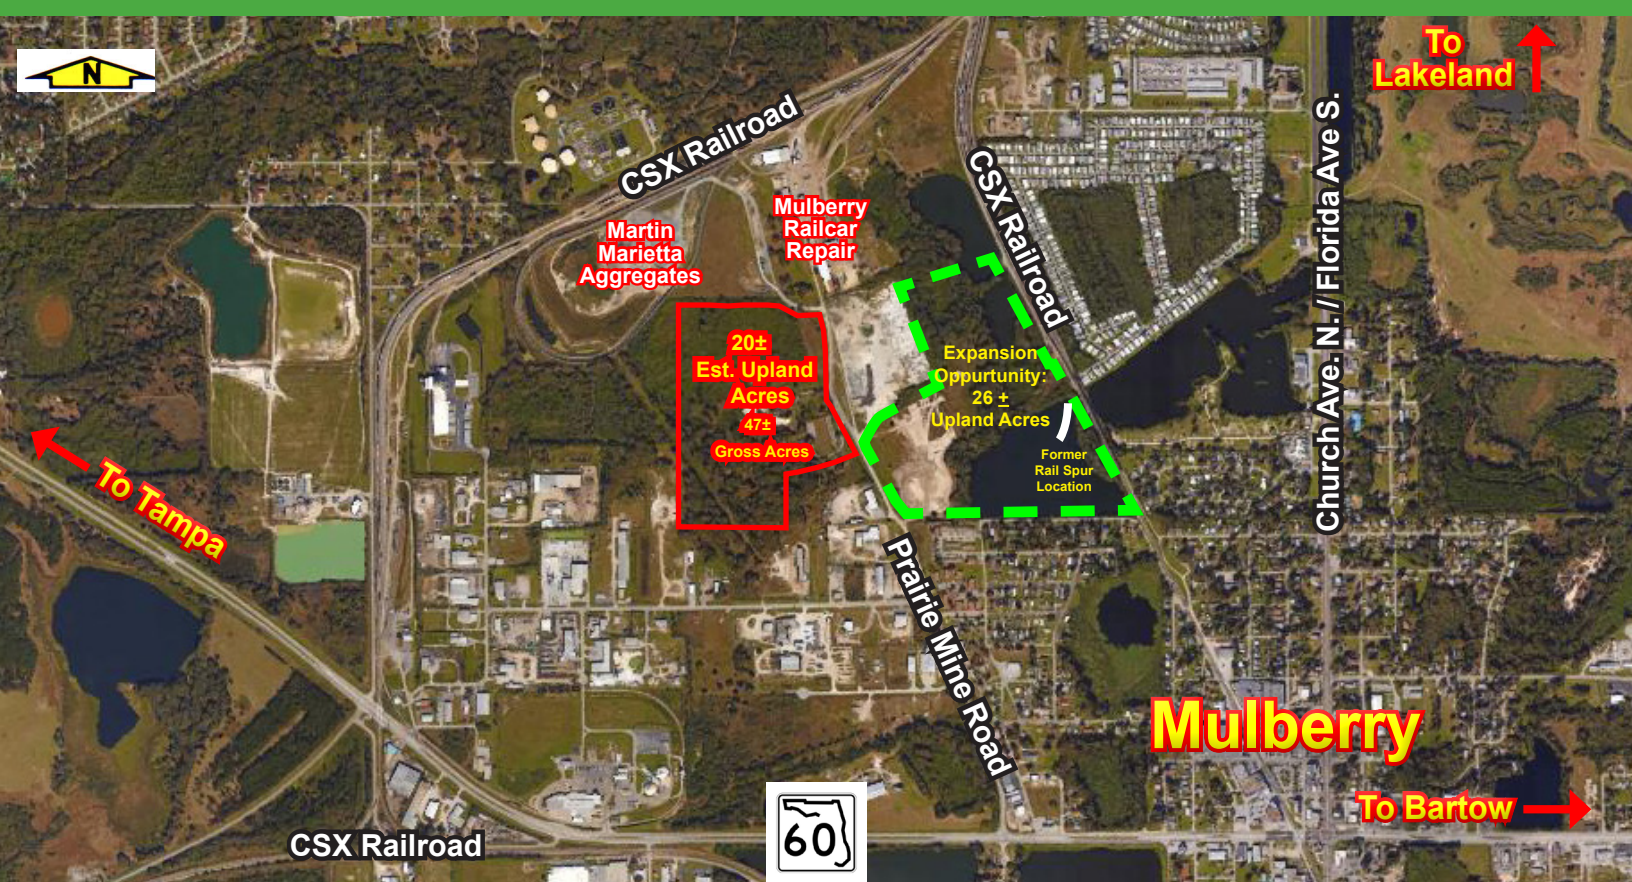 N
To
Lakeland
CSX Railroad
CSX Railroad
Church Ave. N. / Florida Ave S.
Mulberry
Railcar
Repair
Martin
Marietta
Aggregates
20±
Est. Upland
Acres
47±
Gross Acres
Expansion
Oppurtunity:
26 ±
Upland Acres
Former
Rail Spur
Location
To Tampa
Prairie Mine Road
Mulberry
To Bartow
60
CSX Railroad